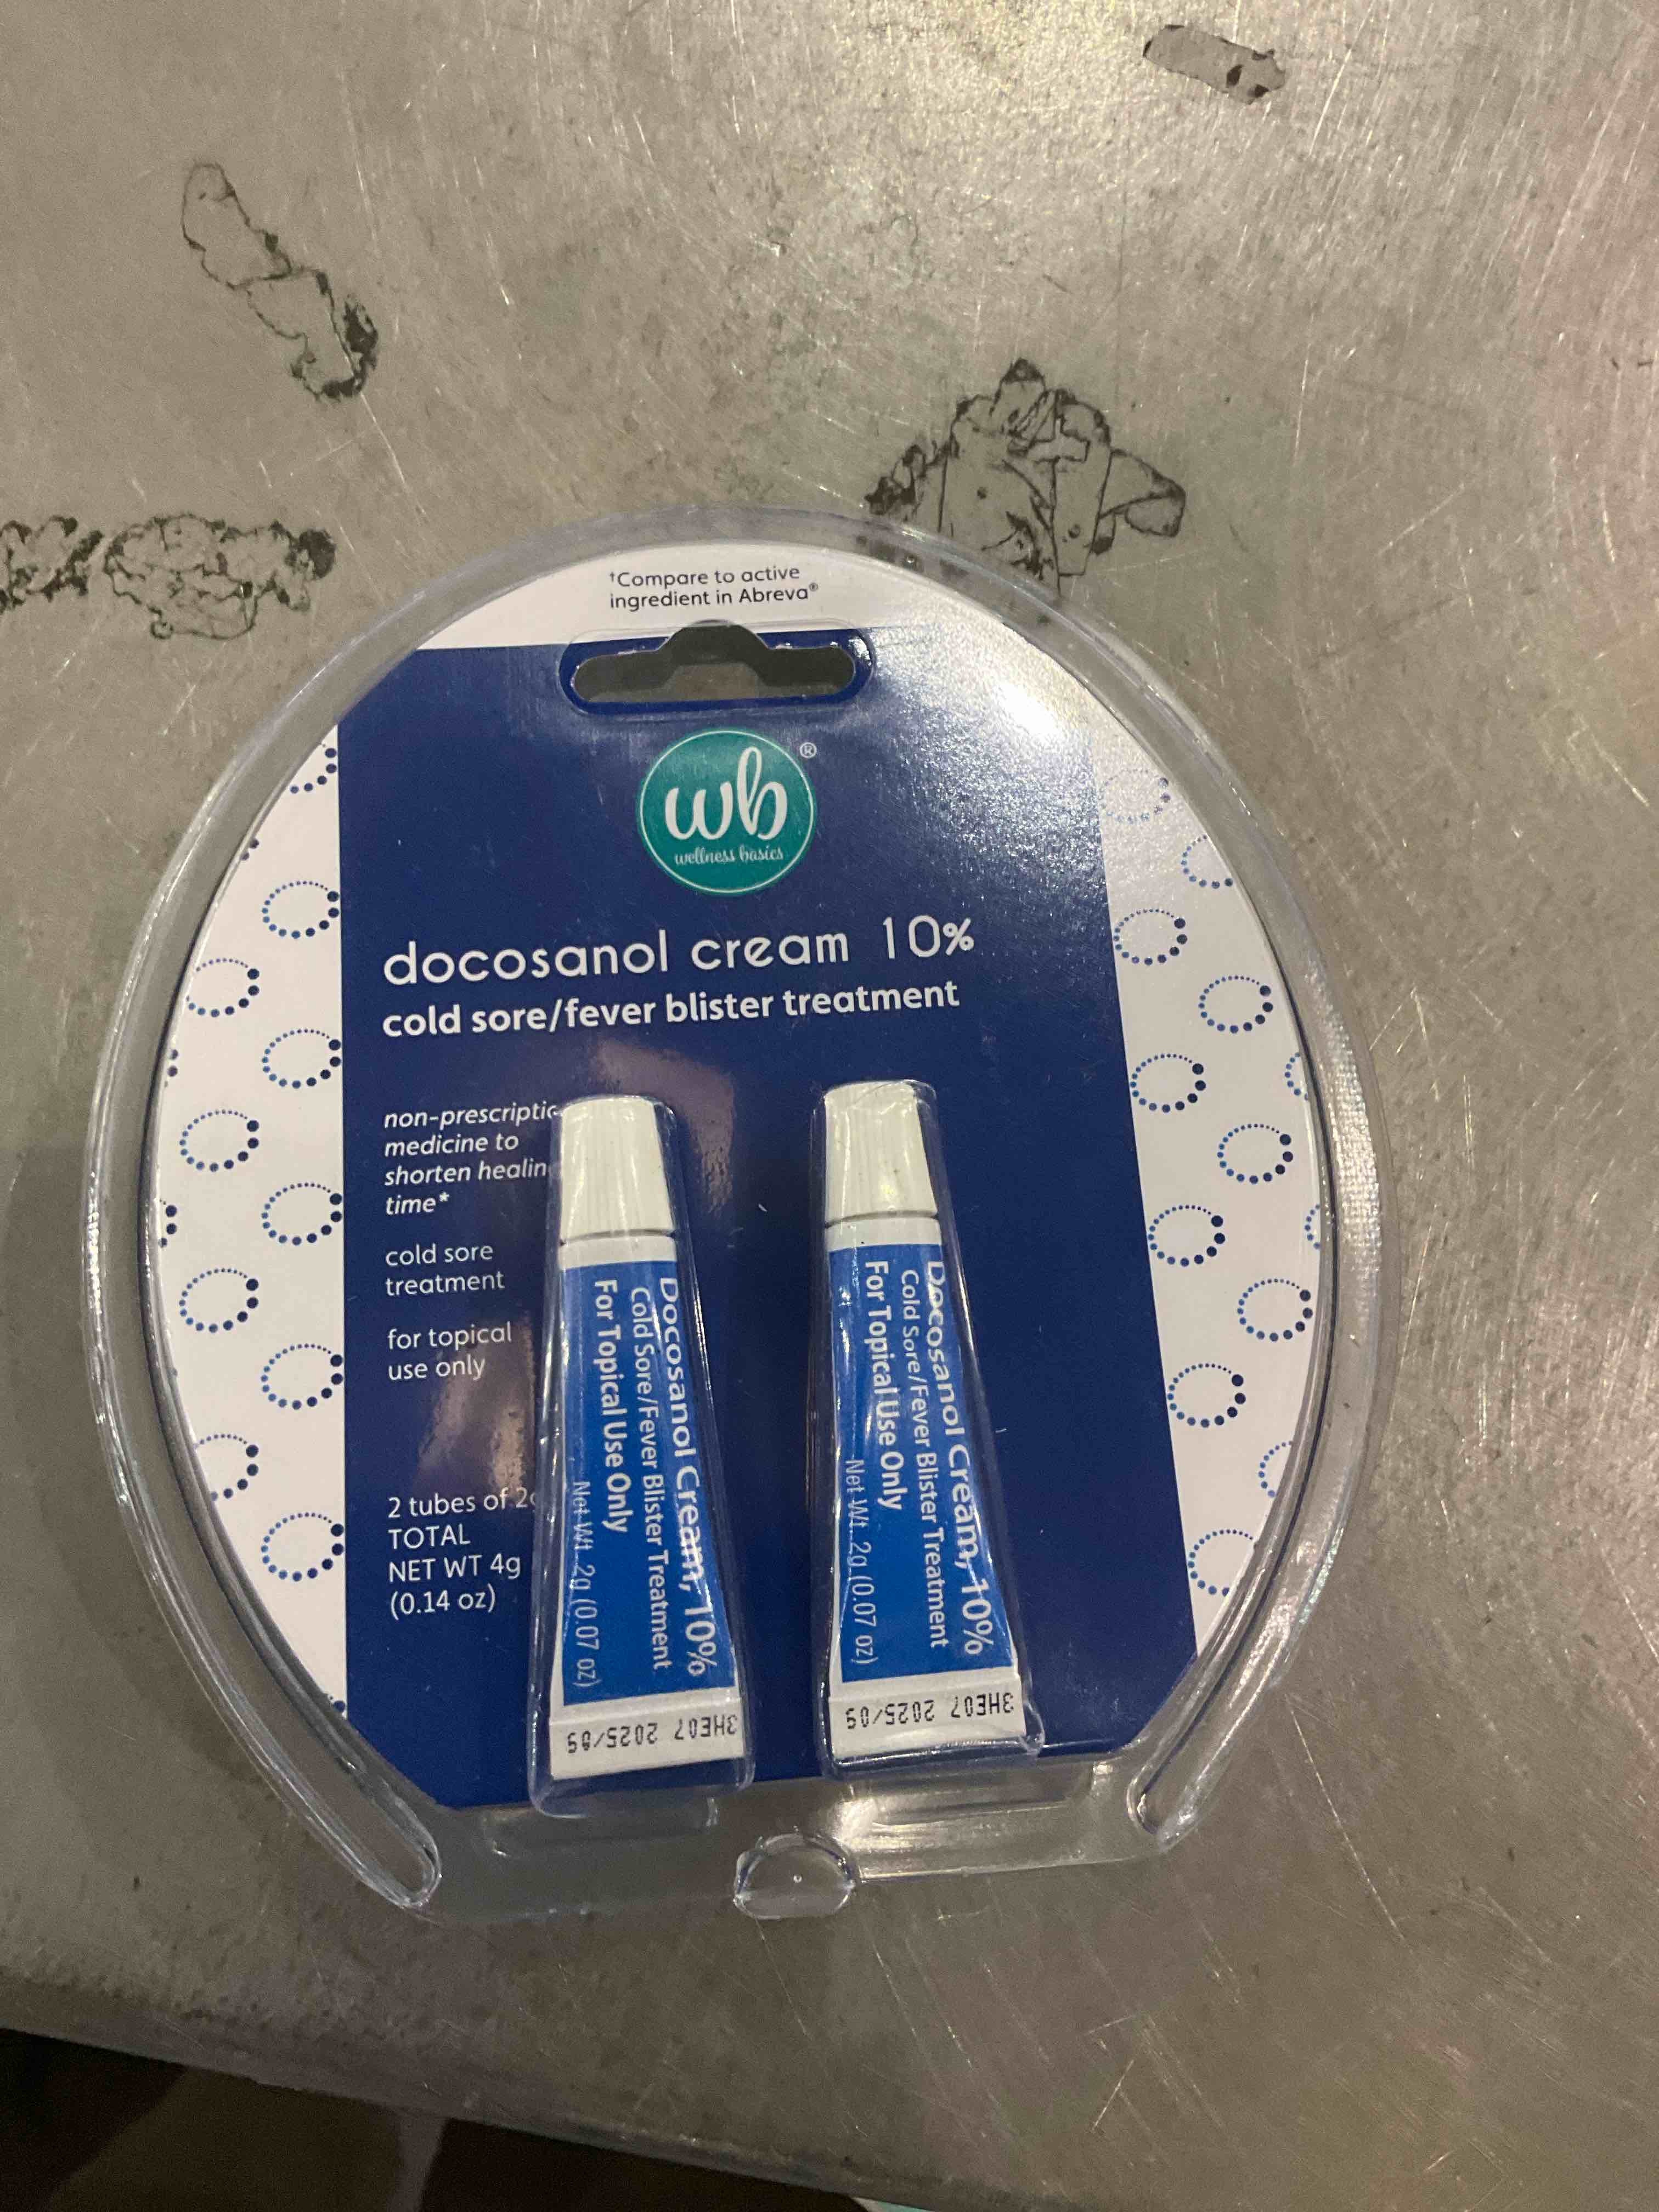 †Compare to active
ingredient in Abreva®
wb®
wellness basics
docosanol cream 10%
cold sore/fever blister treatment
non-prescriptio
medicine to
shorten healin
time*
cold sore
treatment
for topical
use only
2 tubes of 2g
TOTAL
NET WT 4g
(0.14 oz)
Docosanol Cream, 10%
Cold Sore/Fever Blister Treatment
For Topical Use Only
Net Wt. 2g (0.07 oz)
3HE07 2025/09
Docosanol Cream, 10%
Cold Sore/Fever Blister Treatment
For Topical Use Only
Net Wt. 2g (0.07 oz)
3HE07 2025/09